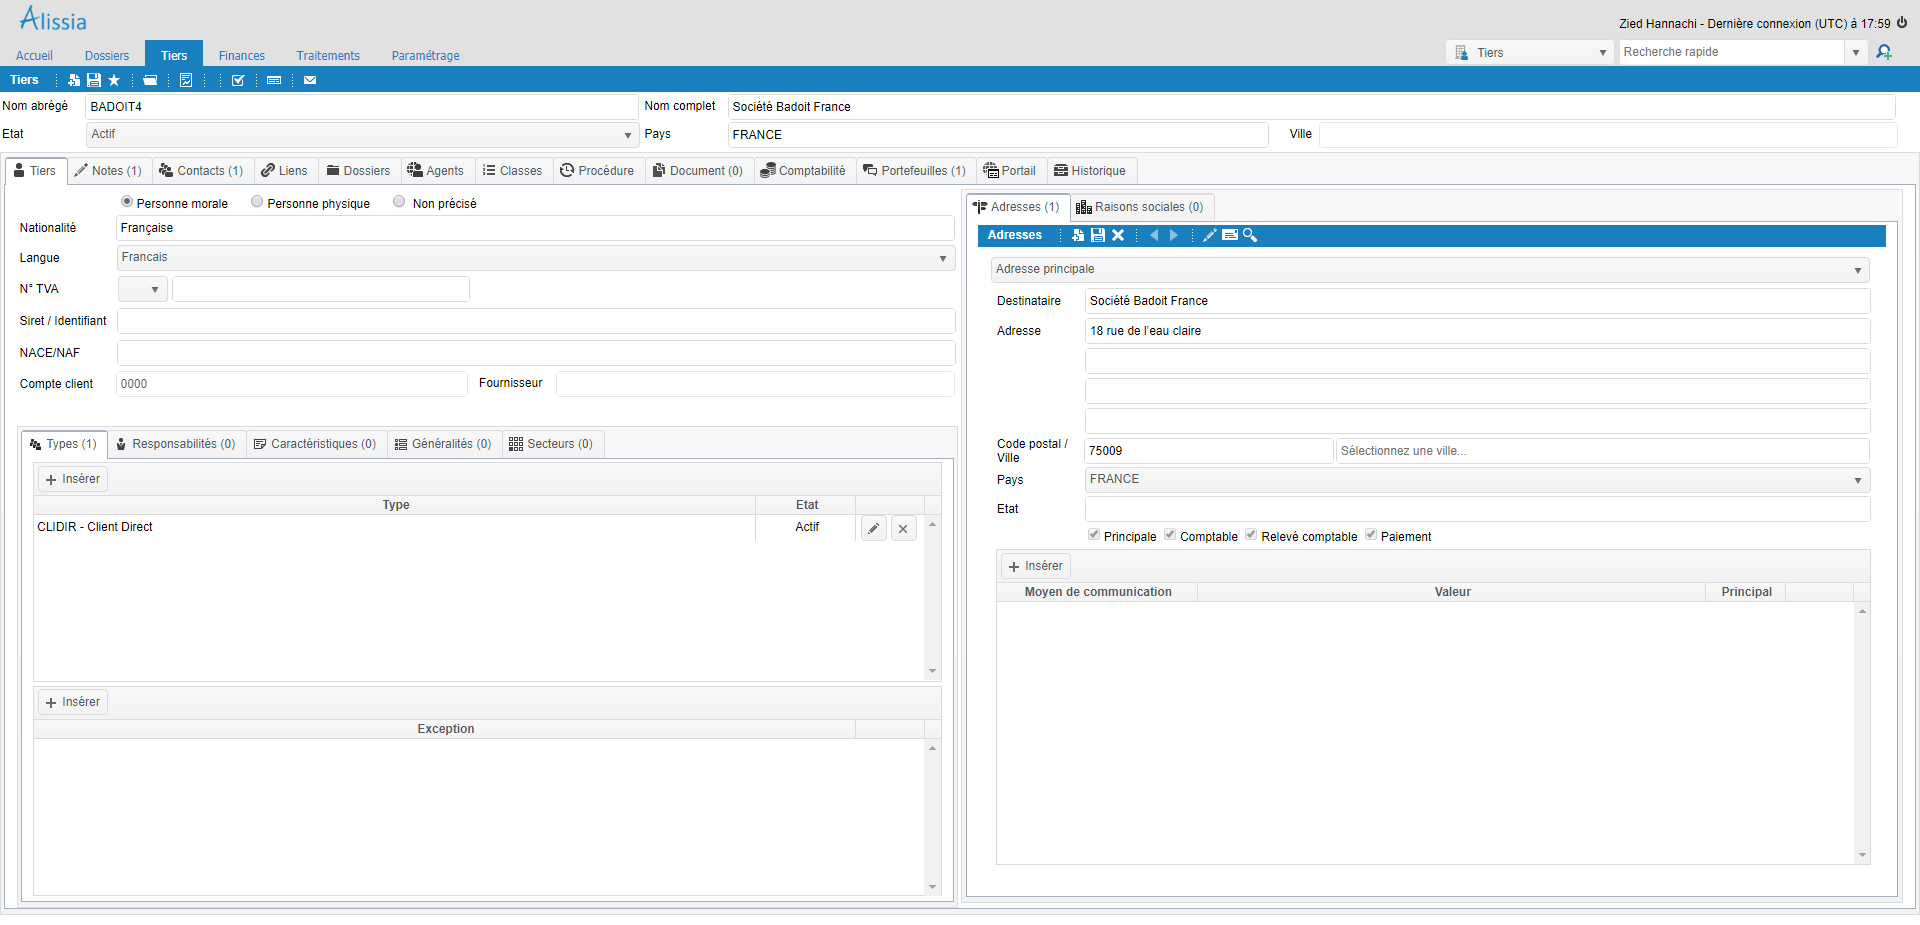 Alissia
Zied Hannachi - Dernière connexion (UTC) à 17:59
Accueil Dossiers Tiers Finances Traitements Paramétrage
Tiers Recherche rapide
Tiers
Nom abrégé BADOIT4 Nom complet Société Badoit France
Etat Actif Pays FRANCE Ville
Tiers Notes (1) Contacts (1) Liens Dossiers Agents Classes Procédure Document (0) Comptabilité Portefeuilles (1) Portail Historique
Personne morale Personne physique Non précisé
Nationalité Française
Langue Francais
N° TVA
Siret / Identifiant
NACE/NAF
Compte client 0000 Fournisseur
Types (1) Responsabilités (0) Caractéristiques (0) Généralités (0) Secteurs (0)
Insérer
Type Etat
CLIDIR - Client Direct Actif
Insérer
Exception
Adresses (1) Raisons sociales (0)
Adresses
Adresse principale
Destinataire Société Badoit France
Adresse 18 rue de l'eau claire
Code postal / Ville 75009 Sélectionnez une ville...
Pays FRANCE
Etat
Principale Comptable Relevé comptable Paiement
Insérer
Moyen de communication Valeur Principal